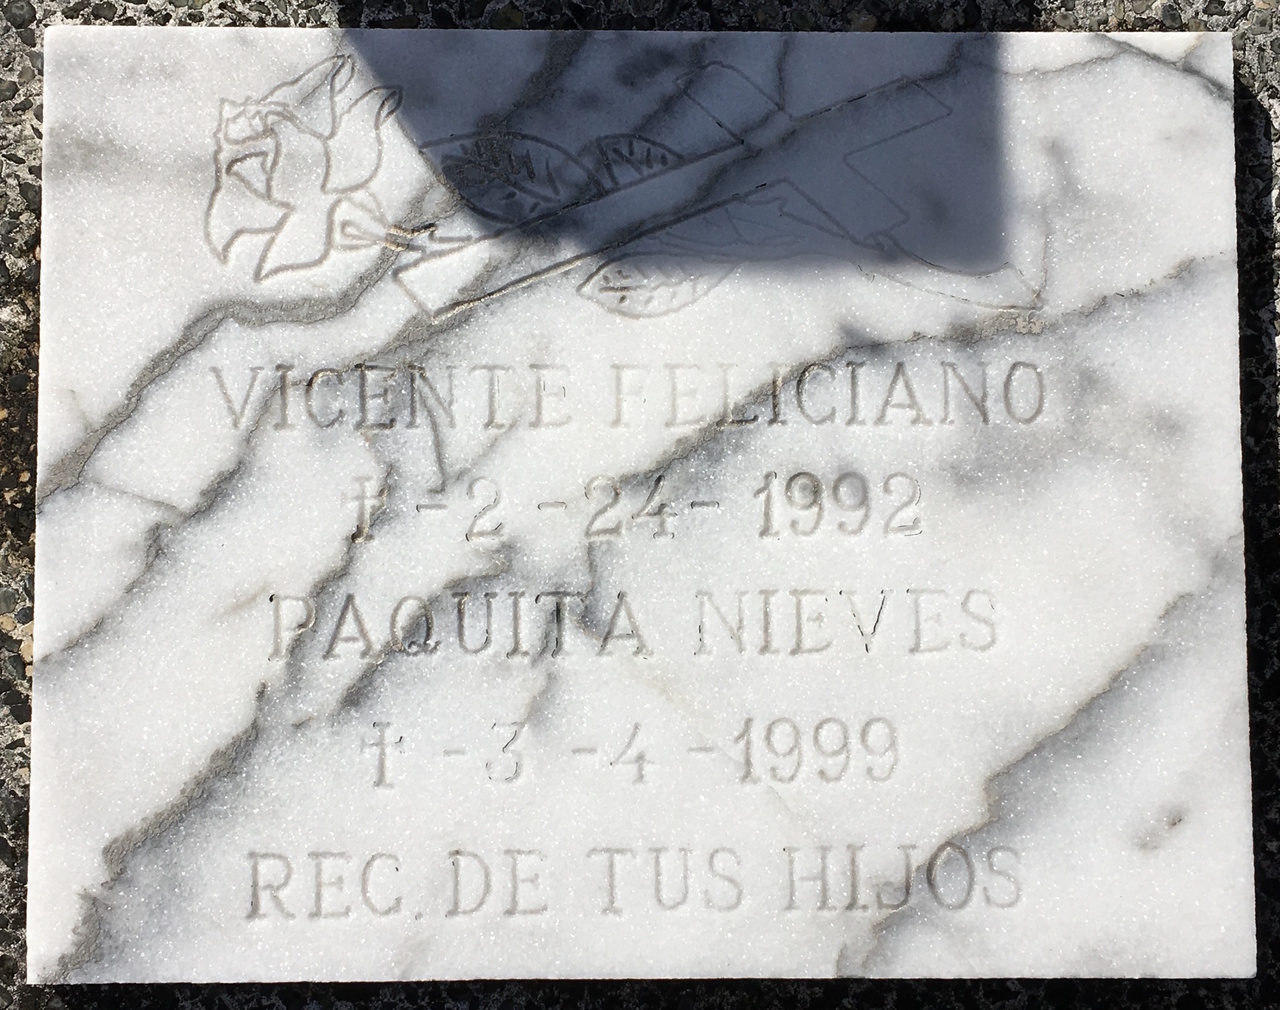 VICENTE FELICIANO
† - 2 - 24 - 1992
PAQUITA NIEVES
† - 3 - 4 - 1999
REC. DE TUS HIJOS